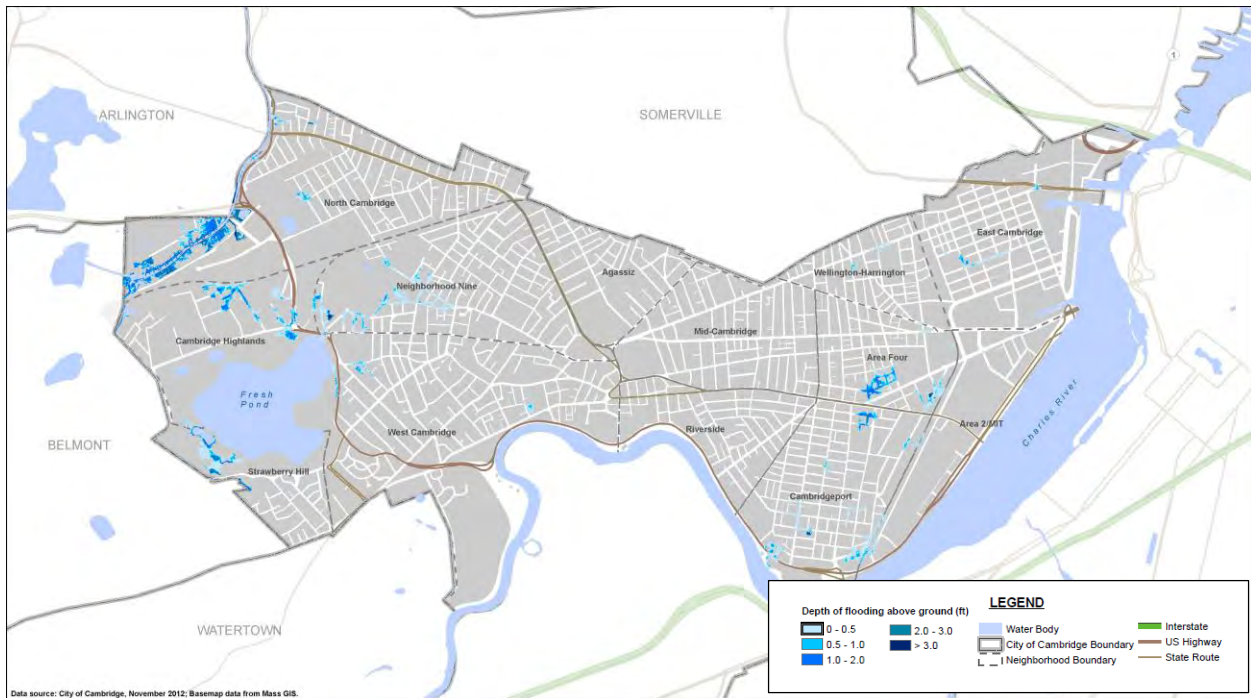 ARLINGTON
SOMERVILLE
1
North Cambridge
East Cambridge
Agassiz
Wellington-Harrington
Neighborhood Nine
Mid-Cambridge
Cambridge Highlands
Area Four
Fresh
Pond
Charles River
BELMONT
West Cambridge
Riverside
Area 2/MIT
Strawberry Hill
Cambridgeport
WATERTOWN
LEGEND
Depth of flooding above ground (ft)
0 - 0.5
0.5 - 1.0
1.0 - 2.0
2.0 - 3.0
> 3.0
Water Body
City of Cambridge Boundary
Neighborhood Boundary
Interstate
US Highway
State Route
Data source: City of Cambridge, November 2012; Basemap data from Mass GIS.